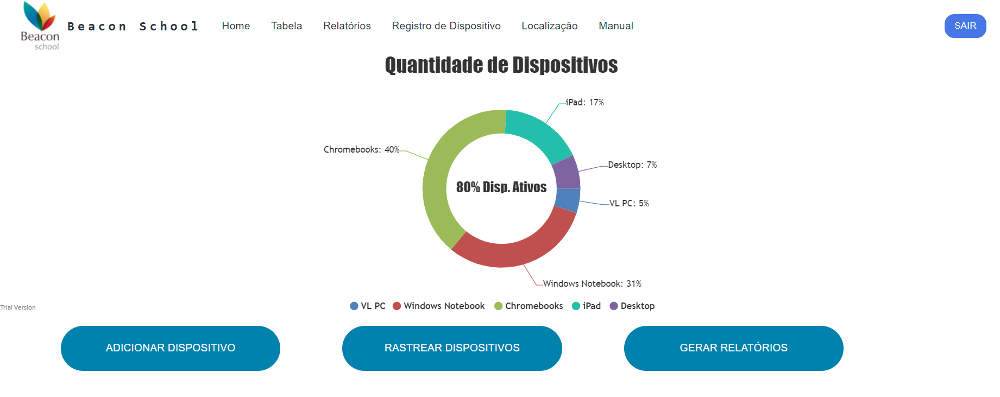 Beacon
school
Beacon School
Home
Tabela
Relatórios
Registro de Dispositivo
Localização
Manual
SAIR
Quantidade de Dispositivos
iPad: 17%
Chromebooks: 40%
Desktop: 7%
80% Disp. Ativos
VL PC: 5%
Windows Notebook: 31%
VL PC
Windows Notebook
Chromebooks
iPad
Desktop
Trial Version
ADICIONAR DISPOSITIVO
RASTREAR DISPOSITIVOS
GERAR RELATÓRIOS